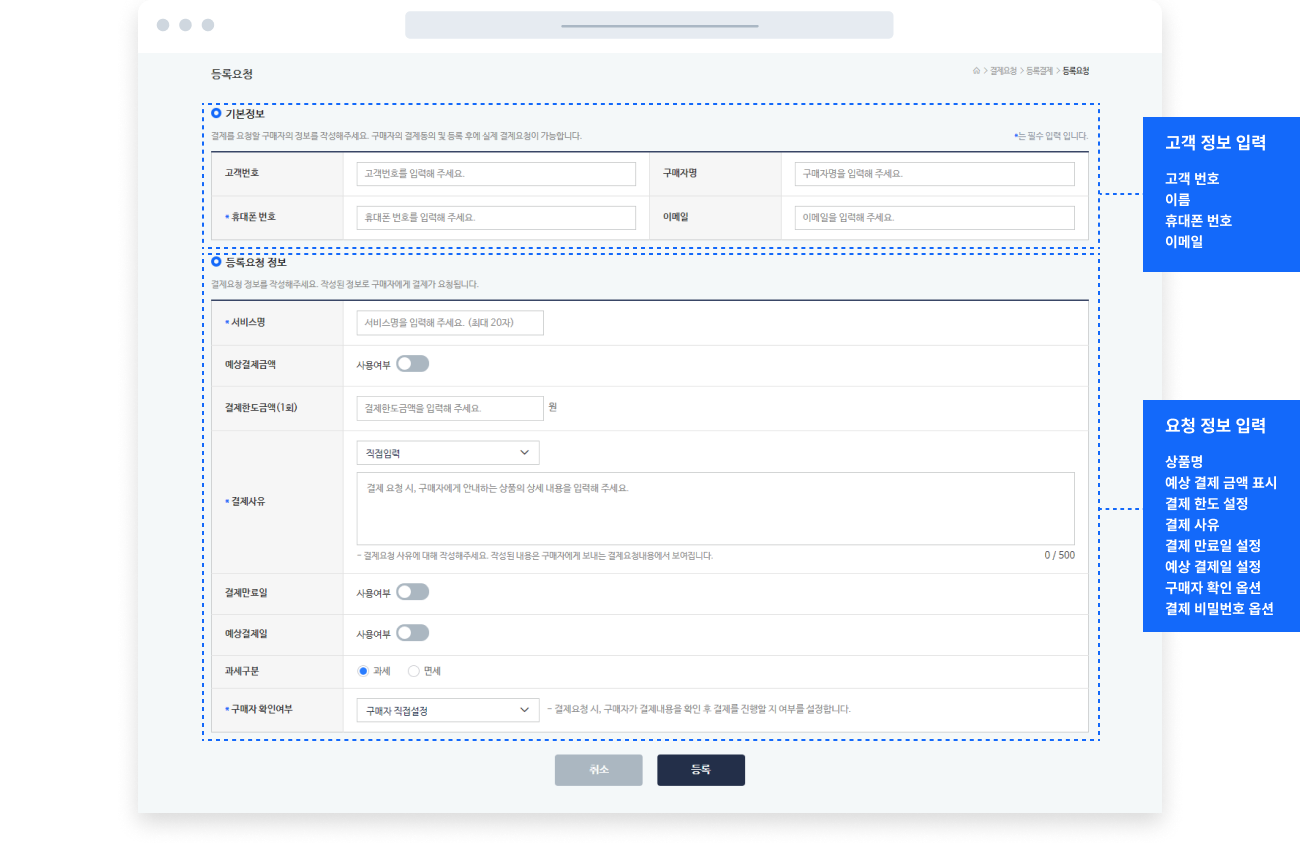 등록요청
> 결제요청 > 등록결제 > 등록요청
기본정보
결제를 요청할 구매자의 정보를 작성해주세요. 구매자의 결제동의 및 등록 후에 실제 결제요청이 가능합니다.
*는 필수 입력 입니다.
고객번호
고객번호를 입력해 주세요.
구매자명
구매자명을 입력해 주세요.
* 휴대폰 번호
휴대폰 번호를 입력해 주세요.
이메일
이메일을 입력해 주세요.
고객 정보 입력
고객 번호
이름
휴대폰 번호
이메일
등록요청 정보
결제요청 정보를 작성해주세요. 작성된 정보로 구매자에게 결제가 요청됩니다.
* 서비스명
서비스명을 입력해 주세요. (최대 20자)
예상결제금액
사용여부
결제한도금액(1회)
결제한도금액을 입력해 주세요.
원
* 결제사유
직접입력
결제 요청 시, 구매자에게 안내하는 상품의 상세 내용을 입력해 주세요.
- 결제요청 사유에 대해 작성해주세요. 작성된 내용은 구매자에게 보내는 결제요청내용에서 보여집니다.
0 / 500
결제만료일
사용여부
예상결제일
사용여부
과세구분
과세
면세
* 구매자 확인여부
구매자 직접설정
- 결제요청 시, 구매자가 결제내용을 확인 후 결제를 진행할 지 여부를 설정합니다.
요청 정보 입력
상품명
예상 결제 금액 표시
결제 한도 설정
결제 사유
결제 만료일 설정
예상 결제일 설정
구매자 확인 옵션
결제 비밀번호 옵션
취소
등록